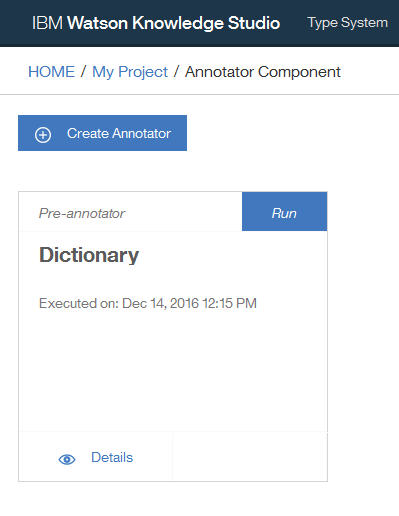 IBM Watson Knowledge Studio Type System
HOME / My Project / Annotator Component
Create Annotator
Pre-annotator Run
Dictionary
Executed on: Dec 14, 2016 12:15 PM
Details